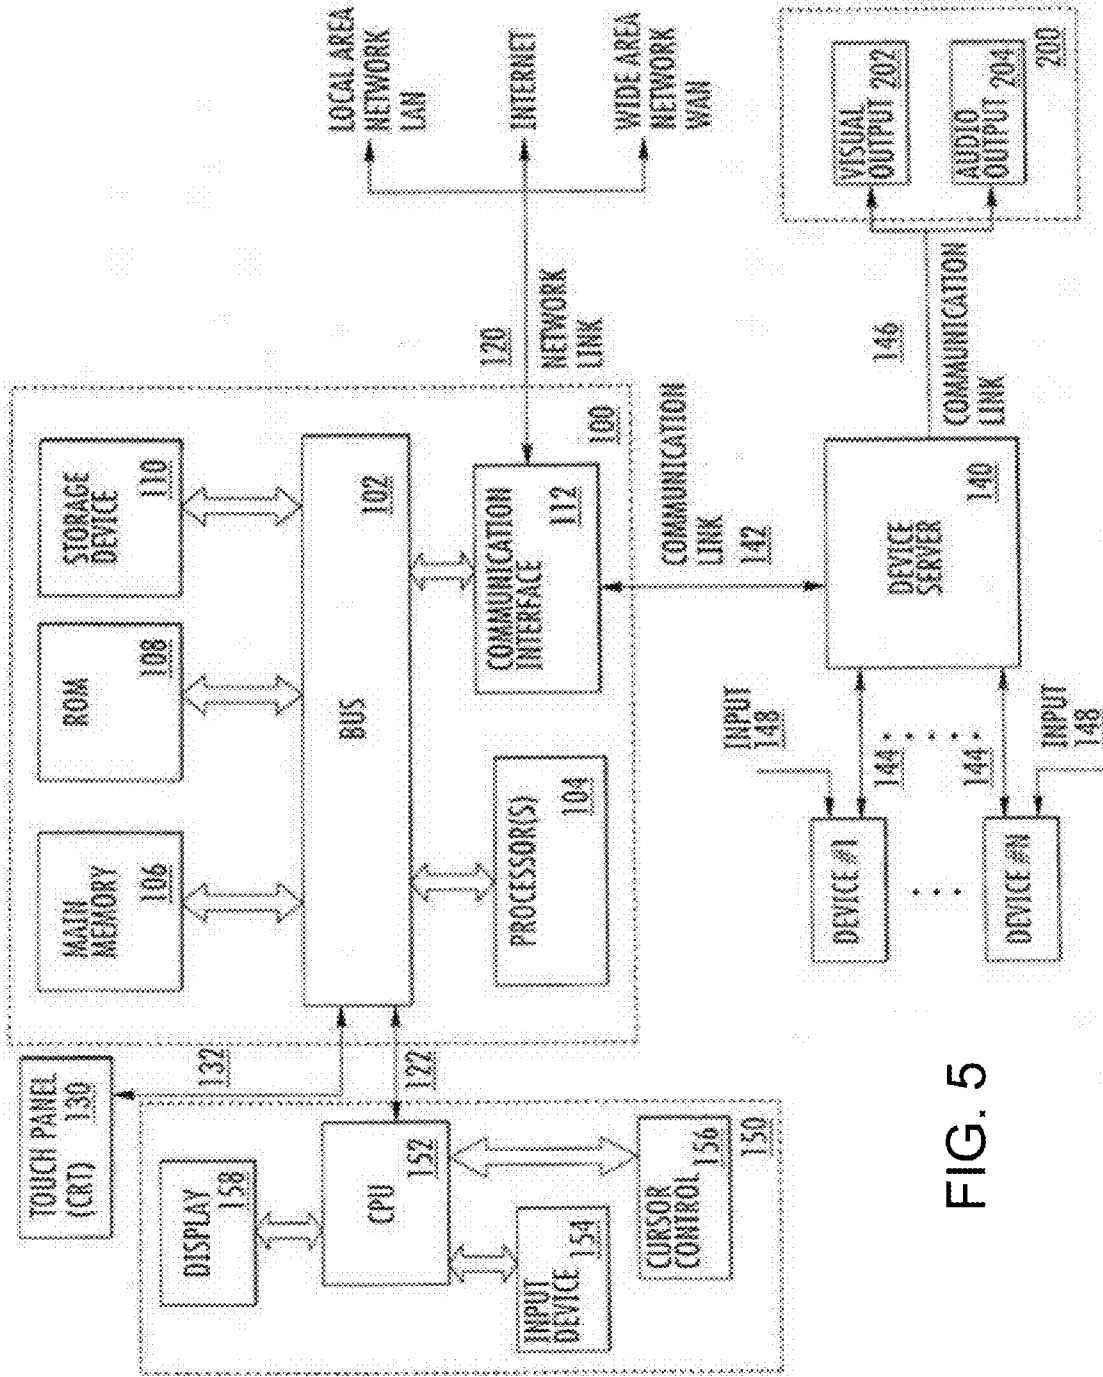 TOUCH PANEL
(CRT) 130
132
122
DISPLAY
158
CPU
152
INPUT
DEVICE 154
CURSOR
CONTROL 156
150
MAIN
MEMORY
106
ROM
108
STORAGE
DEVICE
110
BUS
102
PROCESSOR(S)
104
COMMUNICATION
INTERFACE
112
100
120
NETWORK
LINK
LOCAL AREA
NETWORK
LAN
INTERNET
WIDE AREA
NETWORK
WAN
COMMUNICATION
LINK
142
INPUT
148
DEVICE #1
144
144
DEVICE #N
INPUT
148
DEVICE
SERVER
140
146
COMMUNICATION
LINK
VISUAL
OUTPUT 202
AUDIO
OUTPUT 204
200
FIG. 5